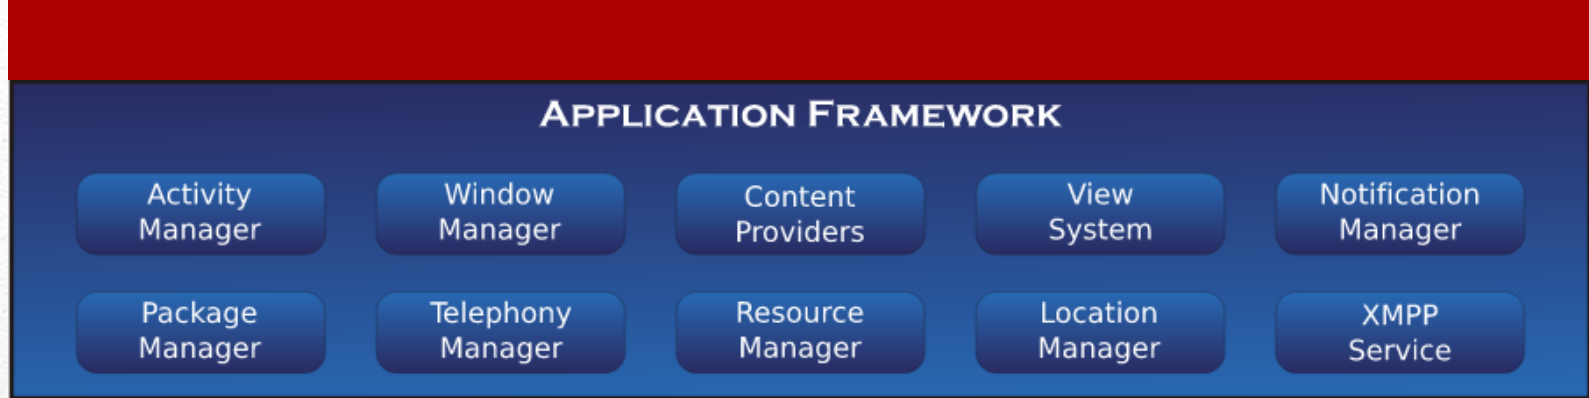 APPLICATION FRAMEWORK
Activity
Manager
Window
Manager
Content
Providers
View
System
Notification
Manager
Package
Manager
Telephony
Manager
Resource
Manager
Location
Manager
XMPP
Service